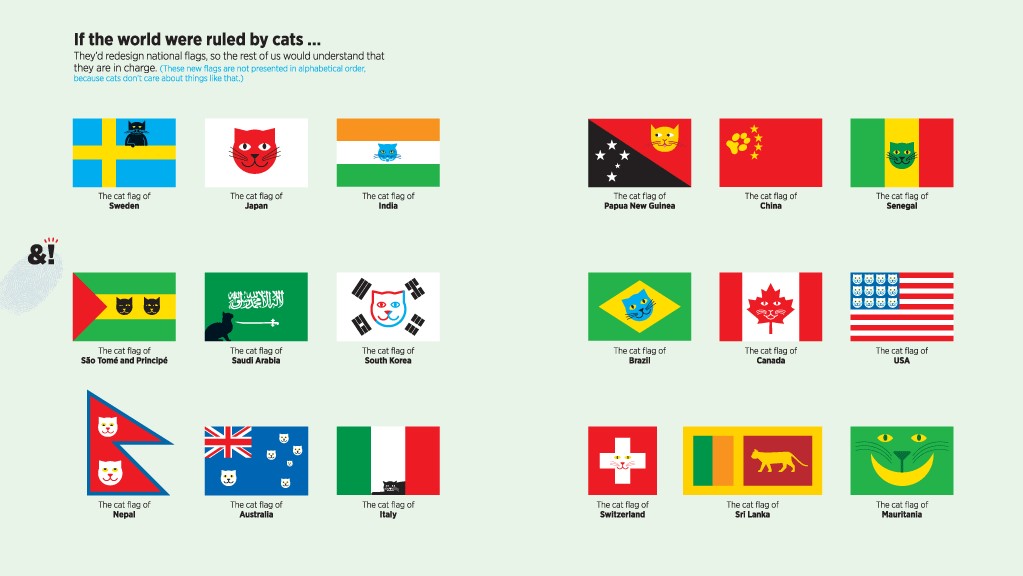 If the world were ruled by cats ...
They'd redesign national flags, so the rest of us would understand that
they are in charge. (These new flags are not presented in alphabetical order,
because cats don't care about things like that.)
The cat flag of
Sweden
The cat flag of
Japan
The cat flag of
India
The cat flag of
Papua New Guinea
The cat flag of
China
The cat flag of
Senegal
&!
The cat flag of
São Tomé and Principé
The cat flag of
Saudi Arabia
The cat flag of
South Korea
The cat flag of
Brazil
The cat flag of
Canada
The cat flag of
USA
The cat flag of
Nepal
The cat flag of
Australia
The cat flag of
Italy
The cat flag of
Switzerland
The cat flag of
Sri Lanka
The cat flag of
Mauritania